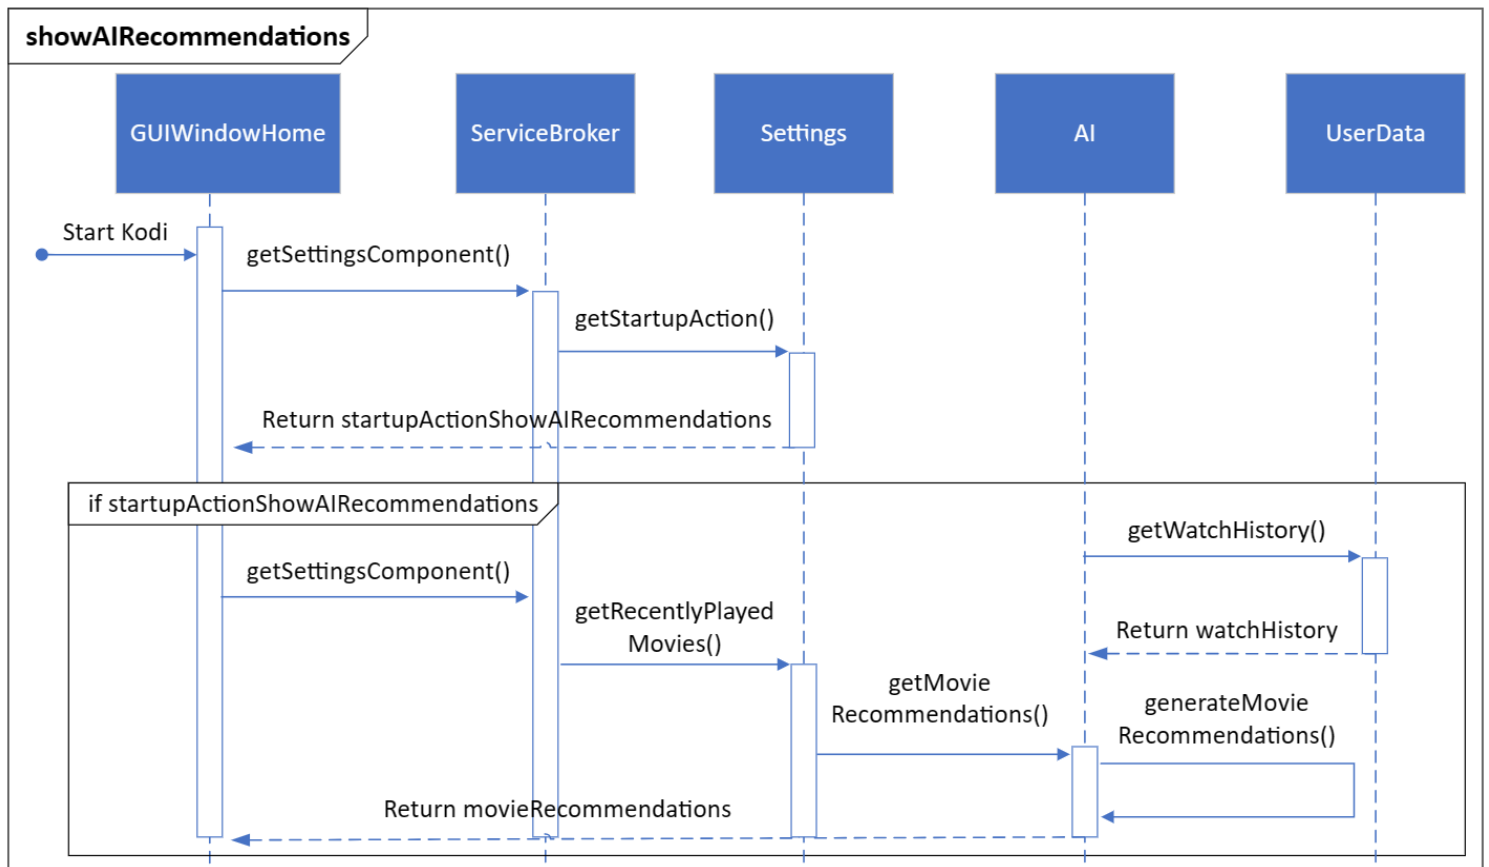 showAIRecommendations
GUIWindowHome
ServiceBroker
Settings
AI
UserData
Start Kodi
getSettingsComponent()
getStartupAction()
Return startupActionShowAIRecommendations
if startupActionShowAIRecommendations
getWatchHistory()
getSettingsComponent()
getRecentlyPlayed
Movies()
Return watchHistory
getMovie
Recommendations()
generateMovie
Recommendations()
Return movieRecommendations